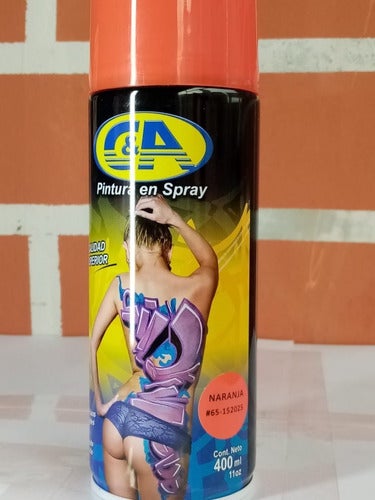 C&A
Pintura en Spray
CALIDAD
SUPERIOR
NARANJA
#65-152025
Cont. Neto
400 ml
11oz